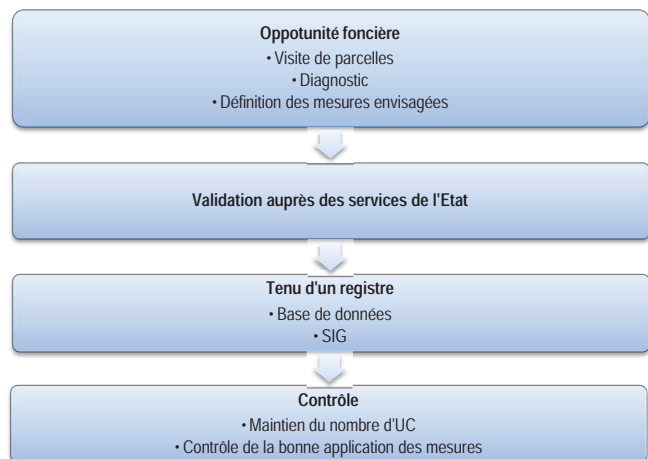 Oppotunité foncière
• Visite de parcelles
• Diagnostic
• Définition des mesures envisagées
Validation auprès des services de l'Etat
Tenu d'un registre
• Base de données
• SIG
Contrôle
• Maintien du nombre d'UC
• Contrôle de la bonne application des mesures